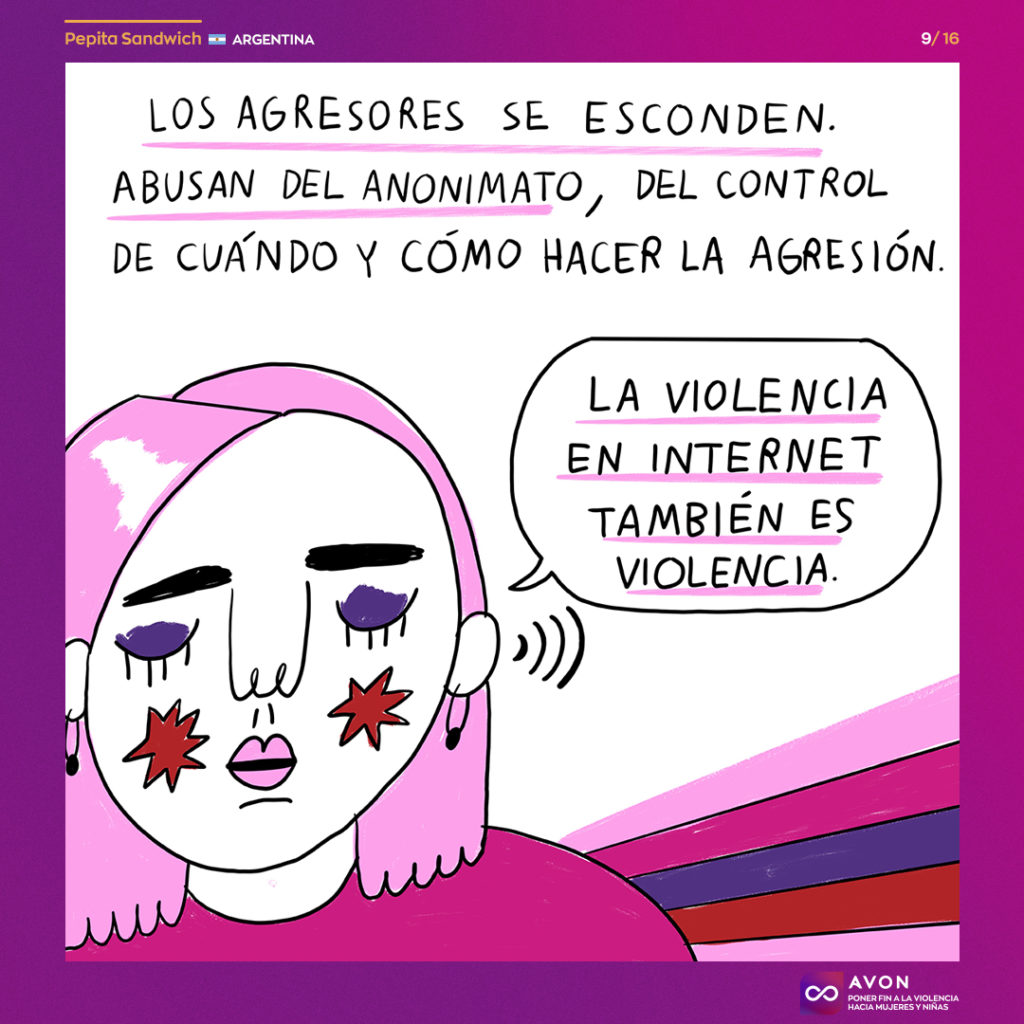 Pepita Sandwich ARGENTINA
9/ 16
LOS AGRESORES SE ESCONDEN.
ABUSAN DEL ANONIMATO, DEL CONTROL
DE CUÁNDO Y CÓMO HACER LA AGRESIÓN.
LA VIOLENCIA
EN INTERNET
TAMBIÉN ES
VIOLENCIA.
AVON
PONER FIN A LA VIOLENCIA
HACIA MUJERES Y NIÑAS